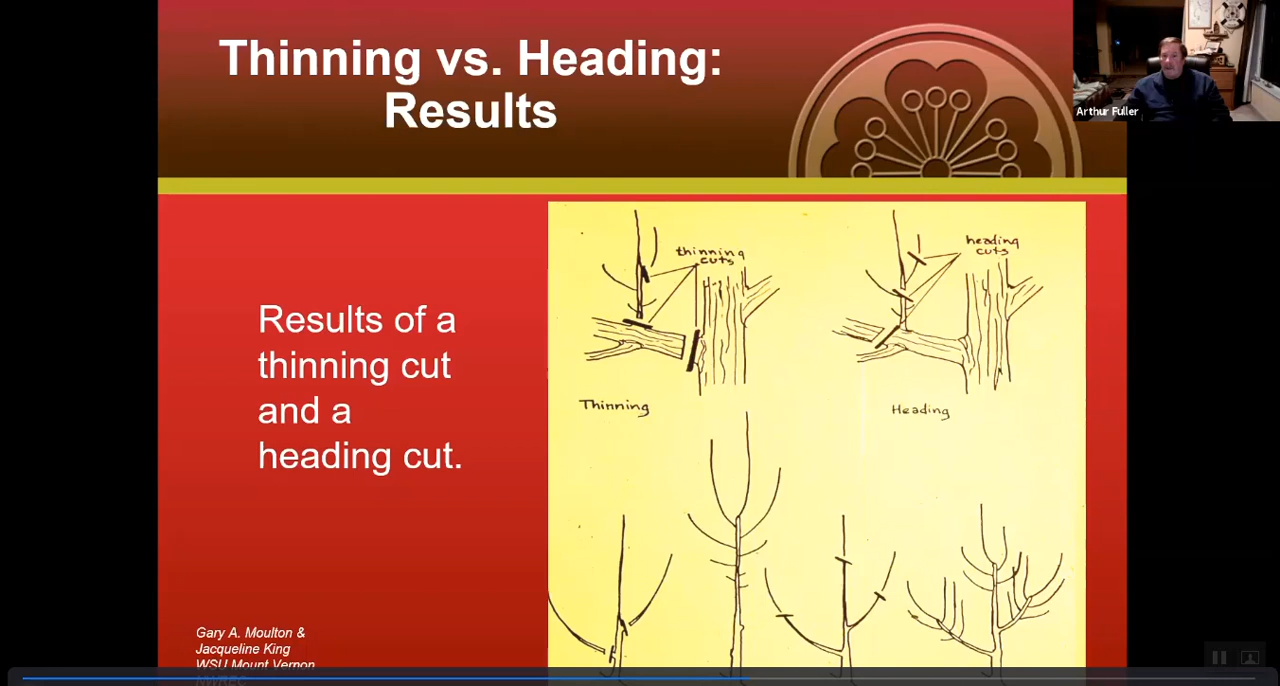 Thinning vs. Heading:
Results
Arthur Fuller
thinning
cuts
heading
cuts
Results of a
thinning cut
and a
heading cut.
Thinning
Heading
Gary A. Moulton &
Jacqueline King
WSU Mount Vernon
NWREC